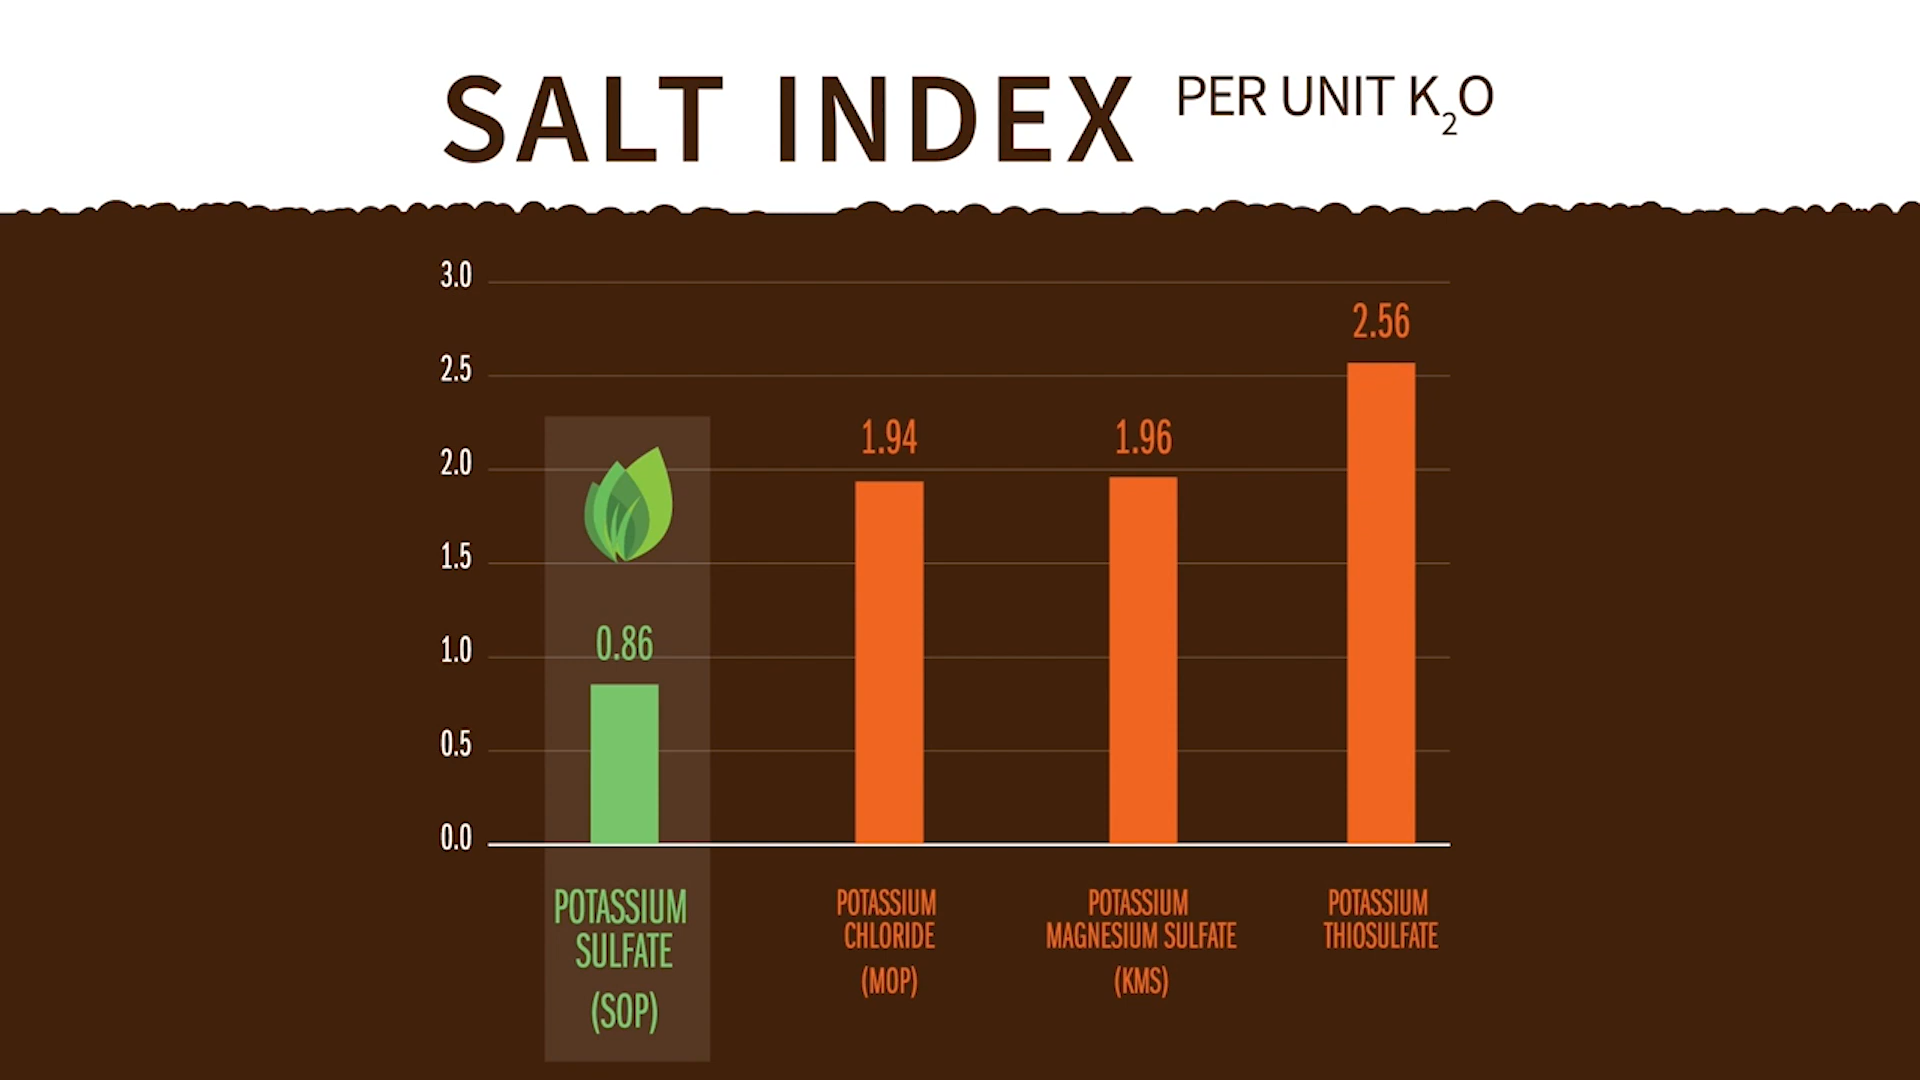 SALT INDEX PER UNIT K₂O
3.0
2.5
2.0
1.5
1.0
0.5
0.0
0.86
1.94
1.96
2.56
POTASSIUM
SULFATE
(SOP)
POTASSIUM
CHLORIDE
(MOP)
POTASSIUM
MAGNESIUM SULFATE
(KMS)
POTASSIUM
THIOSULFATE